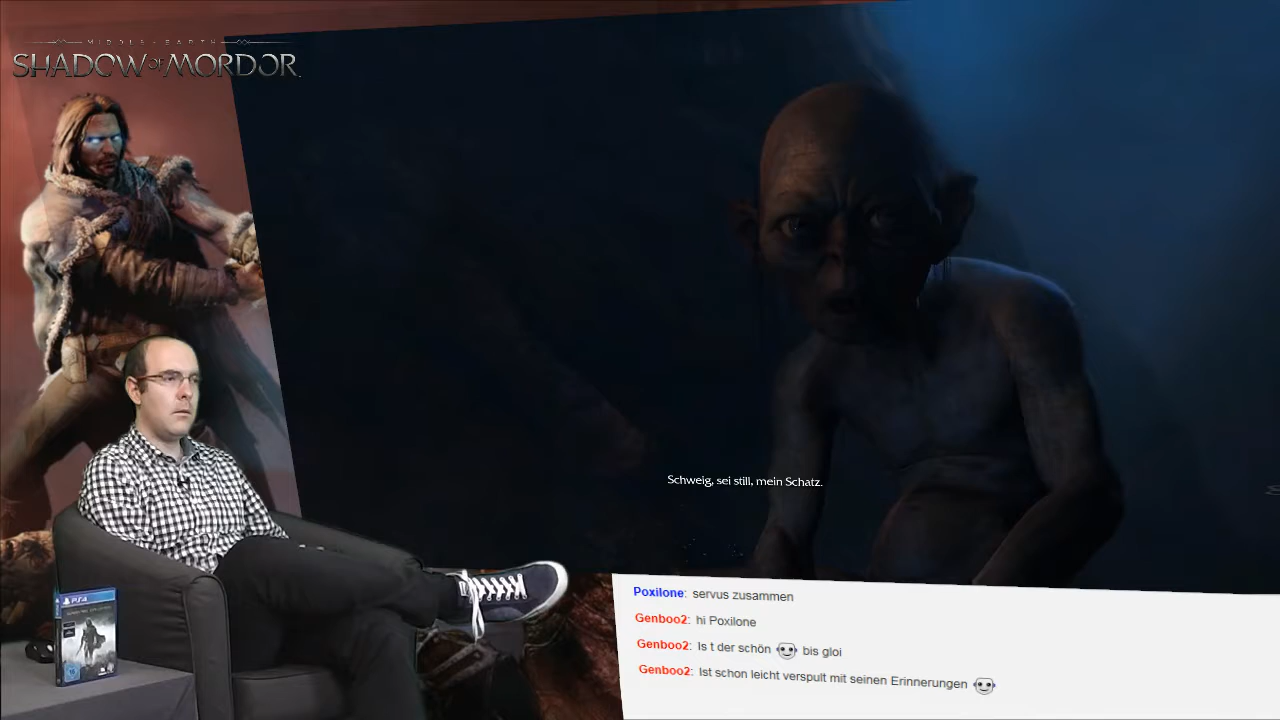 MIDDLE-EARTH
SHADOW OF MORDOR
Schweig, sei still, mein Schatz.
PS4
Poxilone: servus zusammen
Genboo2: hi Poxilone
Genboo2: Is t der schön bis gloi
Genboo2: Ist schon leicht verspult mit seinen Erinnerungen